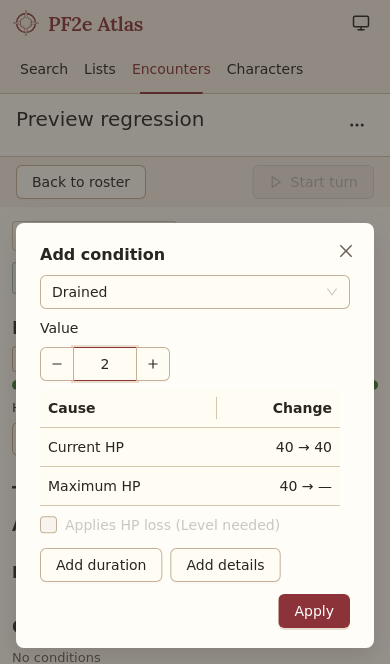 PF2e Atlas
Search Lists Encounters Characters
Preview regression
Back to roster Start turn
Add condition
Drained
Value
2
Cause Change
Current HP 40 → 40
Maximum HP 40 → —
Applies HP loss (Level needed)
Add duration Add details
Apply
No conditions